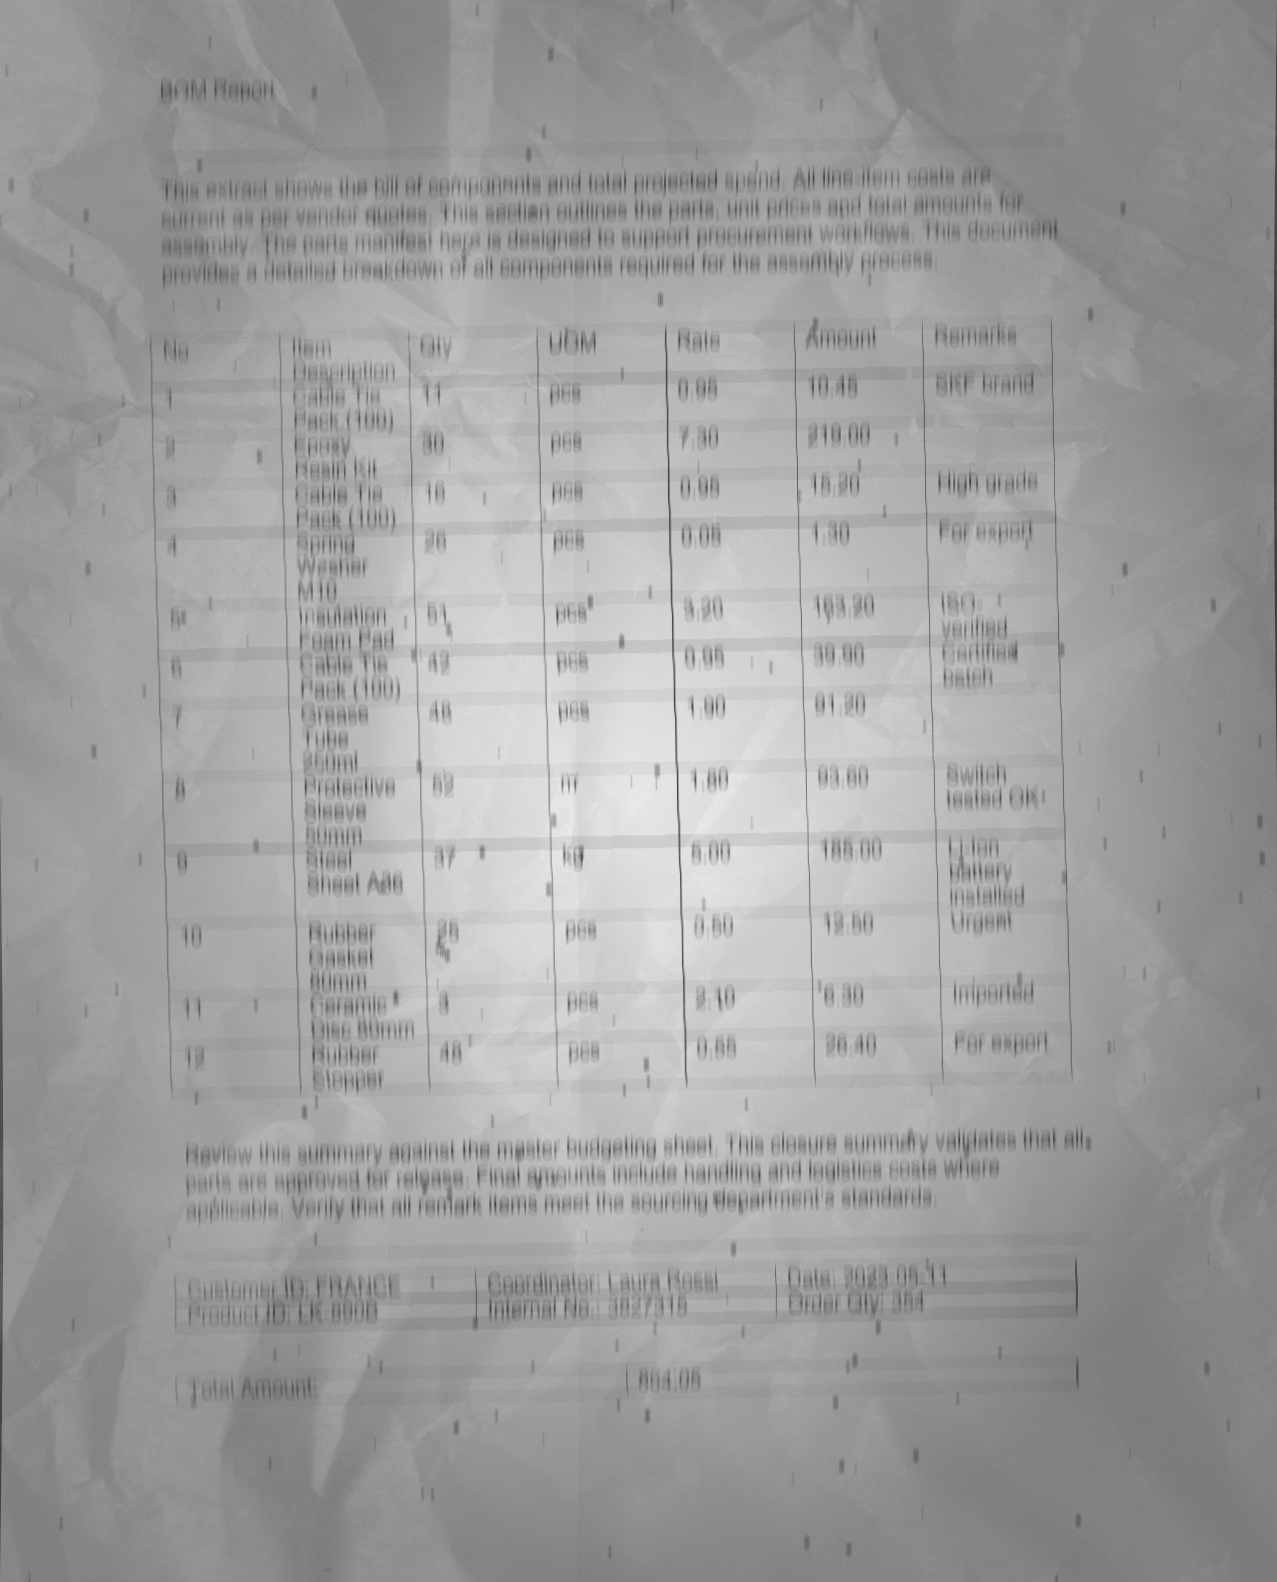 BOM Report
This extract shows the bill of components and total projected spend. All line-item costs are
current as per vendor quotes. This section outlines the parts, unit prices and total amounts for
assembly. The parts manifest here is designed to support procurement workflows. This document
provides a detailed breakdown of all components required for the assembly process.
No Item Description Qty UOM Rate Amount Remarks
1 Cable Tie Pack (100) 11 pcs 0.95 10.45 SKF brand
2 Epoxy Resin Kit 30 pcs 7.30 219.00
3 Cable Tie Pack (100) 16 pcs 0.95 15.20 High grade
4 Spring Washer M10 26 pcs 0.05 1.30 For export
5 Insulation Foam Pad 51 pcs 3.20 163.20 ISO verified
6 Cable Tie Pack (100) 42 pcs 0.95 39.90 Certified batch
7 Grease Tube 250ml 48 pcs 1.90 91.20
8 Protective Sleeve 50mm 52 m 1.80 93.60 Switch tested OK
9 Steel Sheet A36 37 kg 5.00 185.00 Li-Ion battery installed
10 Rubber Gasket 60mm 25 pcs 0.50 12.50 Urgent
11 Ceramic Disc 80mm 3 pcs 2.10 6.30 Imported
12 Rubber Stopper 48 pcs 0.55 26.40 For export
Review this summary against the master budgeting sheet. This closure summary validates that all
parts are approved for release. Final amounts include handling and logistics costs where
applicable. Verify that all remark items meet the sourcing department's standards.
Customer ID: FRANCE Coordinator: Laura Rossi Date: 2023-05-11
Product ID: Internal No.: Order Qty:
Total Amount: 864.05